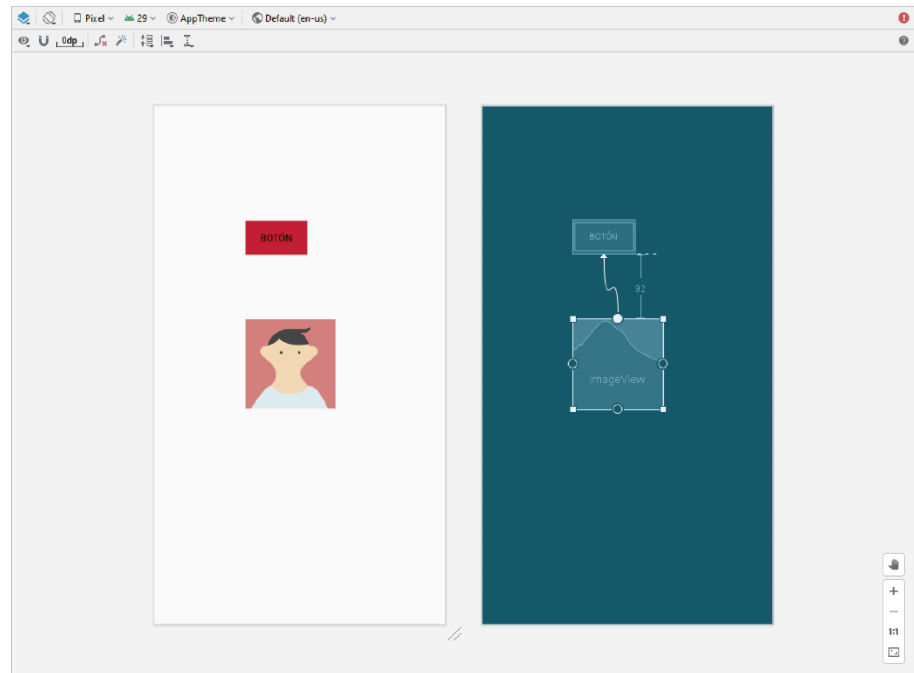 Pixel 29 AppTheme Default (en-us)
0dp
BOTÓN
BOTÓN
92
ImageView
1:1